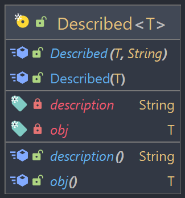 Described<T>
Described(T, String)
Described(T)
description String
obj T
description() String
obj() T